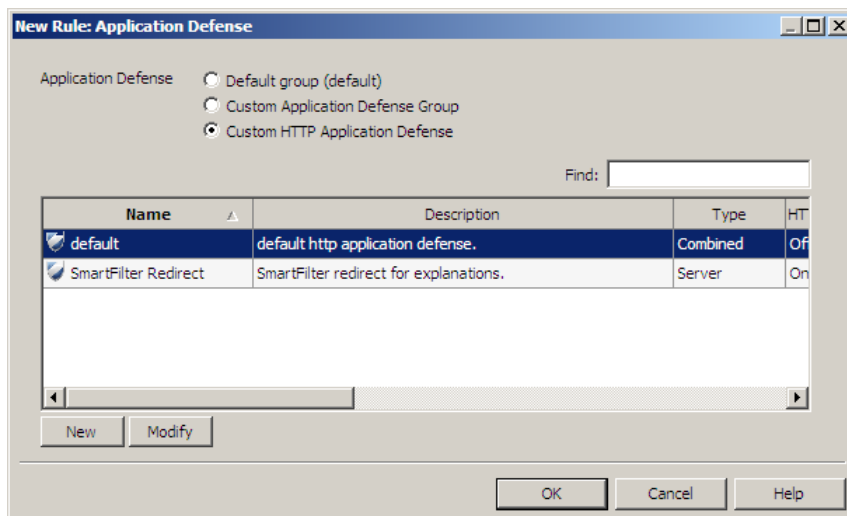 New Rule: Application Defense
Application Defense
Default group (default)
Custom Application Defense Group
Custom HTTP Application Defense
Find:
Name Description Type HT
default default http application defense. Combined Of
SmartFilter Redirect SmartFilter redirect for explanations. Server On
New Modify
OK Cancel Help